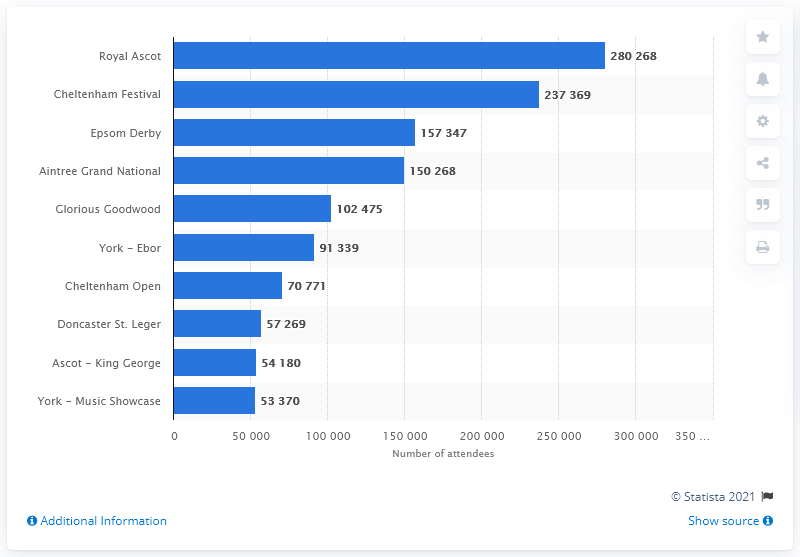 Royal Ascot 280 268
Cheltenham Festival 237 369
Epsom Derby 157 347
Aintree Grand National 150 268
Glorious Goodwood 102 475
York - Ebor 91 339
Cheltenham Open 70 771
Doncaster St. Leger 57 269
Ascot - King George 54 180
York - Music Showcase 53 370
0 50 000 100 000 150 000 200 000 250 000 300 000 350 ...
Number of attendees
© Statista 2021
Additional Information Show source